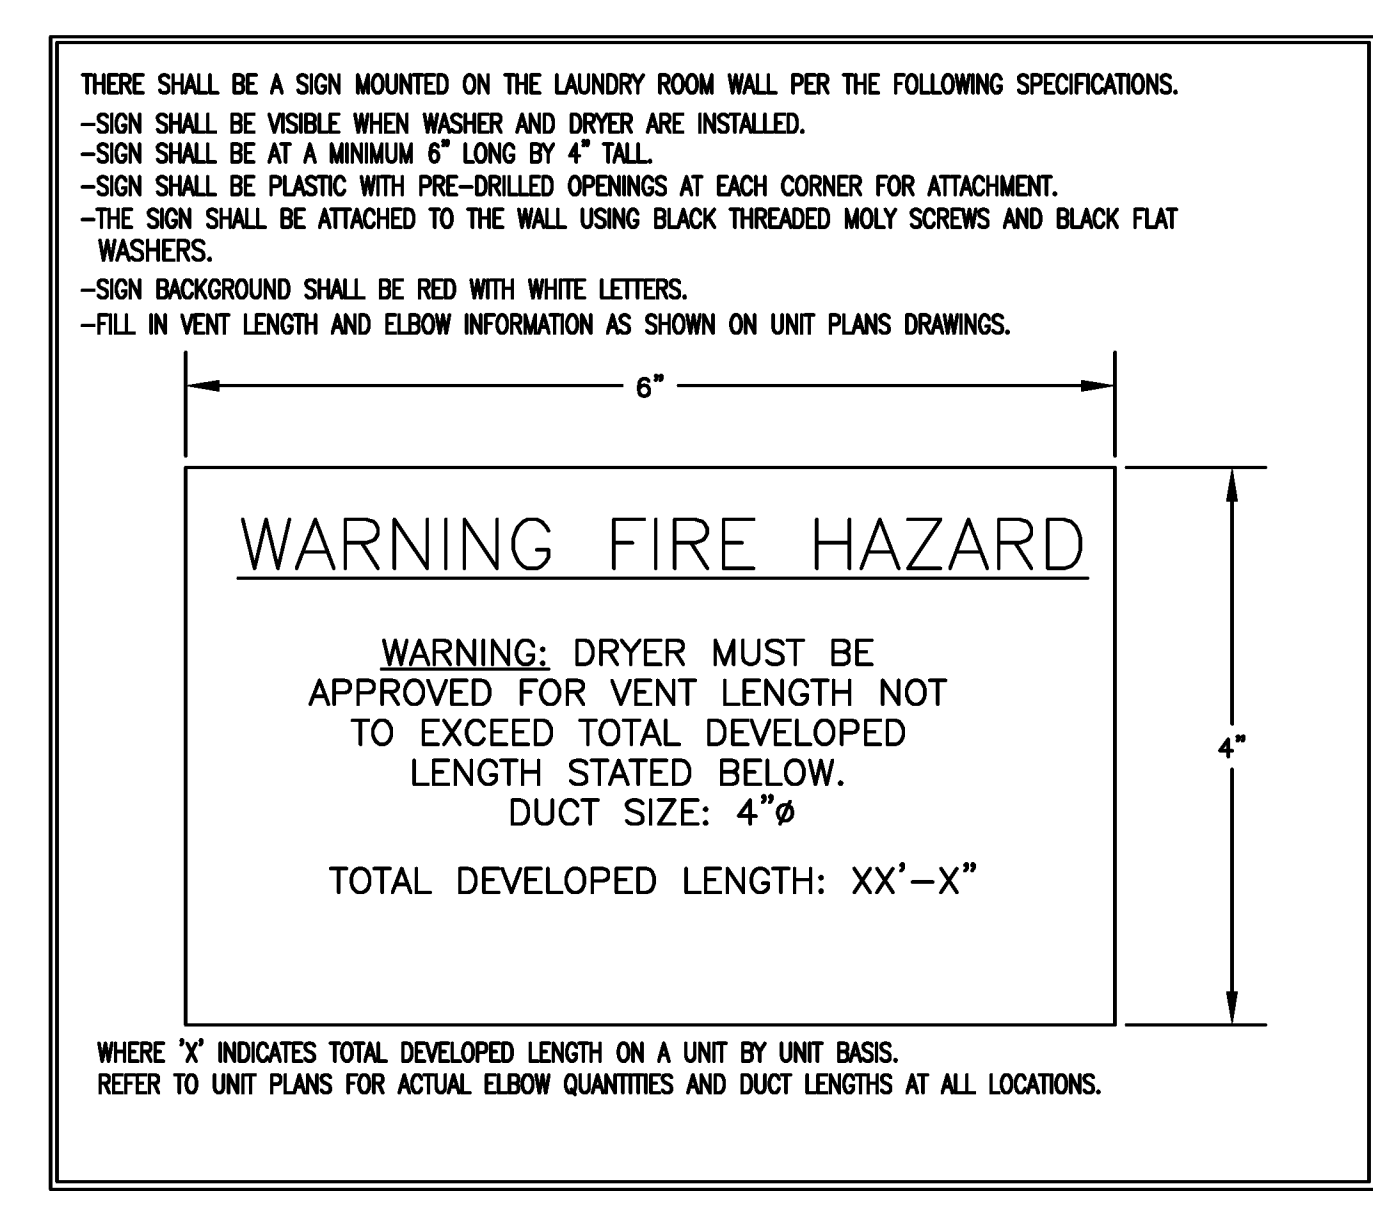 THERE SHALL BE A SIGN MOUNTED ON THE LAUNDRY ROOM WALL PER THE FOLLOWING SPECIFICATIONS.
-SIGN SHALL BE VISIBLE WHEN WASHER AND DRYER ARE INSTALLED.
-SIGN SHALL BE AT A MINIMUM 6" LONG BY 4" TALL.
-SIGN SHALL BE PLASTIC WITH PRE-DRILLED OPENINGS AT EACH CORNER FOR ATTACHMENT.
-THE SIGN SHALL BE ATTACHED TO THE WALL USING BLACK THREADED MOLY SCREWS AND BLACK FLAT
WASHERS.
-SIGN BACKGROUND SHALL BE RED WITH WHITE LETTERS.
-FILL IN VENT LENGTH AND ELBOW INFORMATION AS SHOWN ON UNIT PLANS DRAWINGS.
6"
WARNING FIRE HAZARD
WARNING: DRYER MUST BE
APPROVED FOR VENT LENGTH NOT
TO EXCEED TOTAL DEVELOPED
4"
LENGTH STATED BELOW.
DUCT SIZE: 4"ø
TOTAL DEVELOPED LENGTH: XX'-X"
WHERE 'X' INDICATES TOTAL DEVELOPED LENGTH ON A UNIT BY UNIT BASIS.
REFER TO UNIT PLANS FOR ACTUAL ELBOW QUANTITIES AND DUCT LENGTHS AT ALL LOCATIONS.